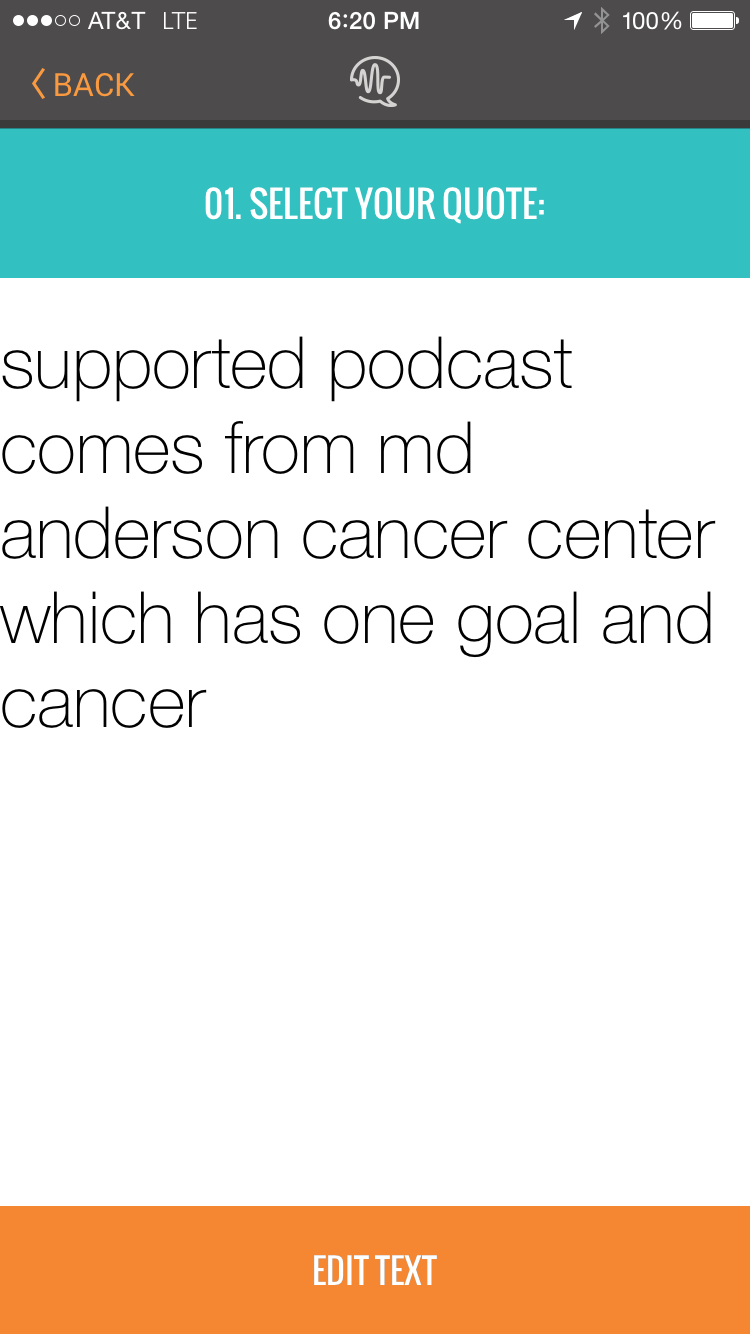 AT&T LTE 6:20 PM 100%
BACK
01. SELECT YOUR QUOTE:
supported podcast
comes from md
anderson cancer center
which has one goal and
cancer
EDIT TEXT